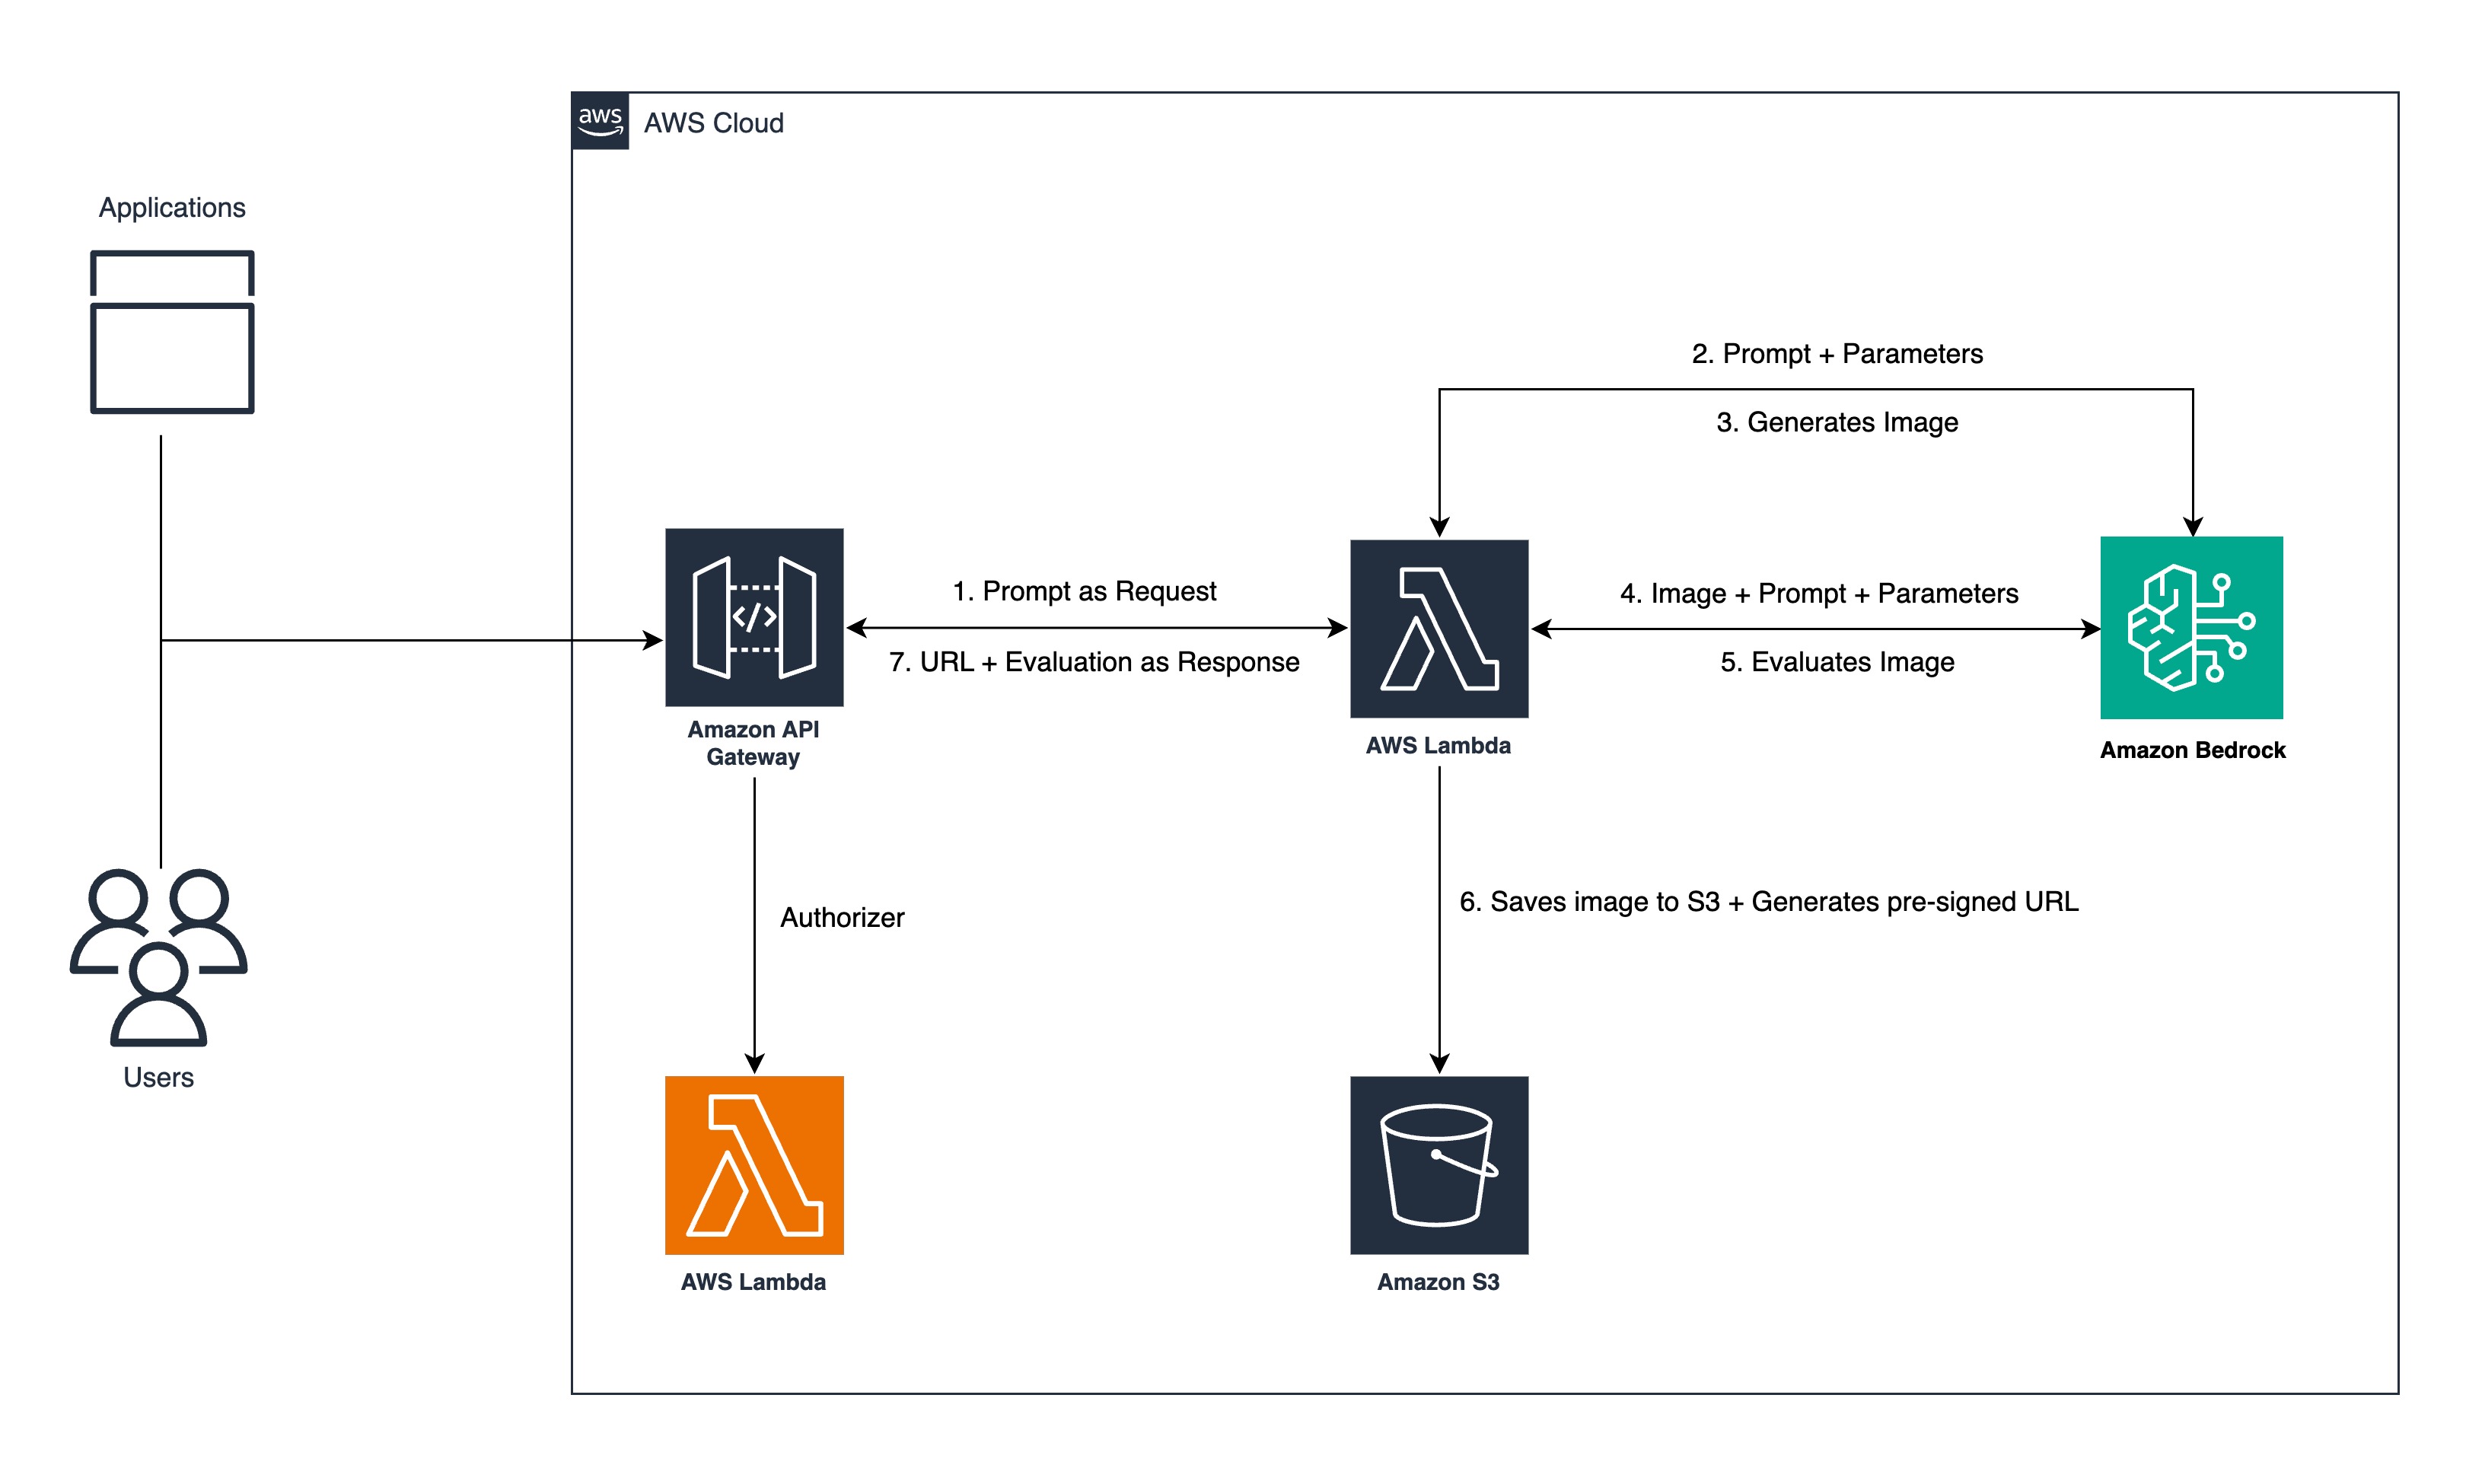 aws
AWS Cloud
Applications
2. Prompt + Parameters
3. Generates Image
1. Prompt as Request
4. Image + Prompt + Parameters
</>
7. URL + Evaluation as Response
5. Evaluates Image
Amazon API
Gateway
AWS Lambda
Amazon Bedrock
6. Saves image to S3 + Generates pre-signed URL
Authorizer
Users
AWS Lambda
Amazon S3